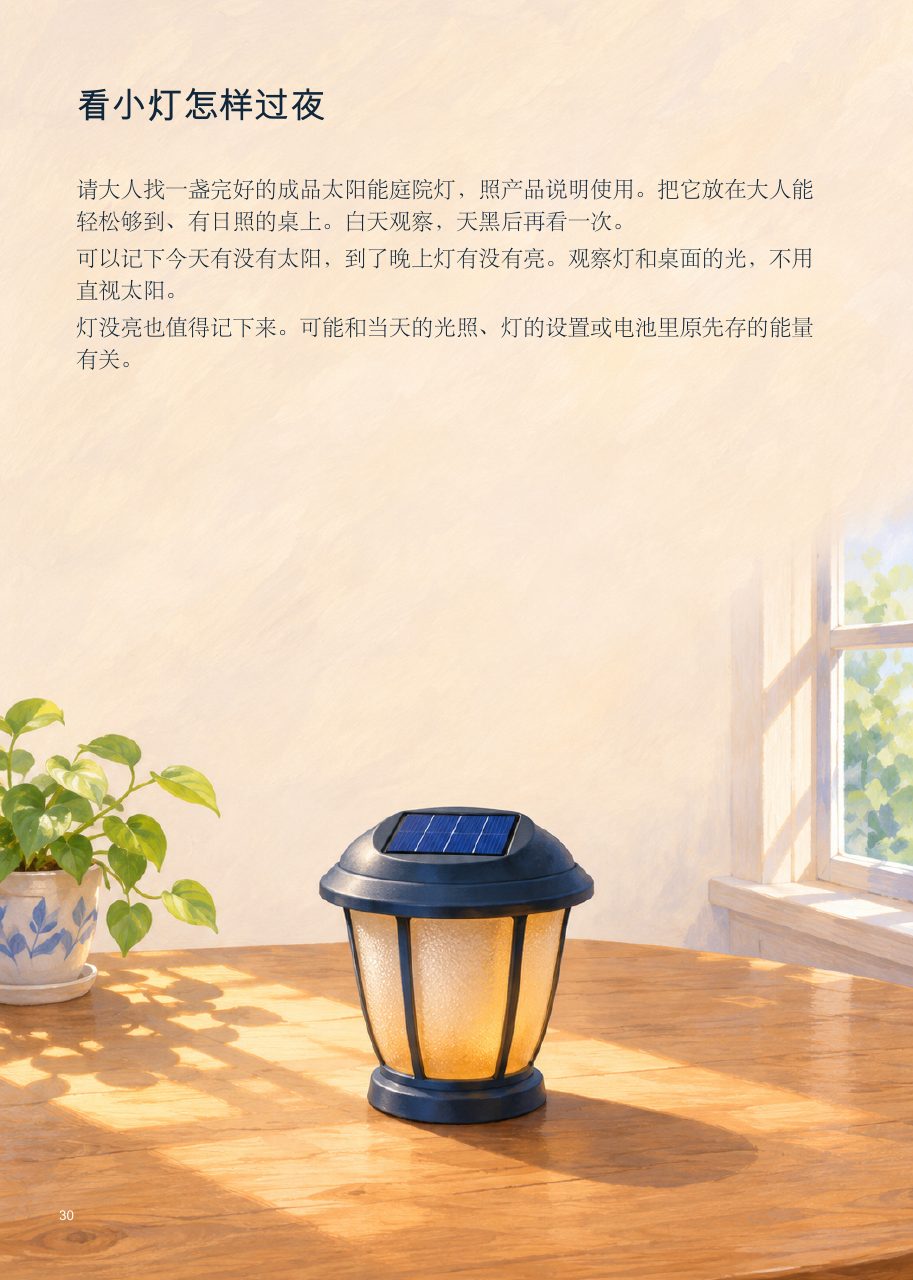 看小灯怎样过夜
请大人找一盏完好的成品太阳能庭院灯，照产品说明使用。把它放在大人能
轻松够到、有日照的桌上。白天观察，天黑后再看一次。
可以记下今天有没有太阳，到了晚上灯有没有亮。观察灯和桌面的光，不用
直视太阳。
灯没亮也值得记下来。可能和当天的光照、灯的设置或电池里原先存的能量
有关。
30